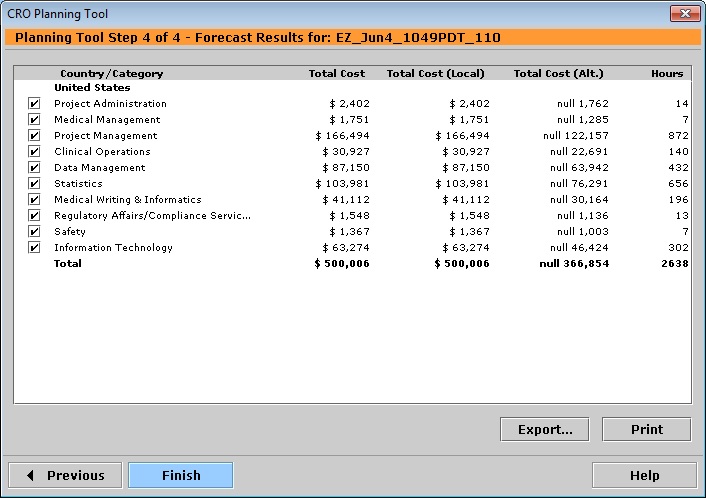 CRO Planning Tool
Planning Tool Step 4 of 4 - Forecast Results for: EZ_Jun4_1049PDT_110
Country/Category Total Cost Total Cost (Local) Total Cost (Alt.) Hours
United States
Project Administration $ 2,402 $ 2,402 null 1,762 14
Medical Management $ 1,751 $ 1,751 null 1,285 7
Project Management $ 166,494 $ 166,494 null 122,157 872
Clinical Operations $ 30,927 $ 30,927 null 22,691 140
Data Management $ 87,150 $ 87,150 null 63,942 432
Statistics $ 103,981 $ 103,981 null 76,291 656
Medical Writing & Informatics $ 41,112 $ 41,112 null 30,164 196
Regulatory Affairs/Compliance Servic... $ 1,548 $ 1,548 null 1,136 13
Safety $ 1,367 $ 1,367 null 1,003 7
Information Technology $ 63,274 $ 63,274 null 46,424 302
Total $ 500,006 $ 500,006 null 366,854 2638
Export... Print
Previous Finish Help